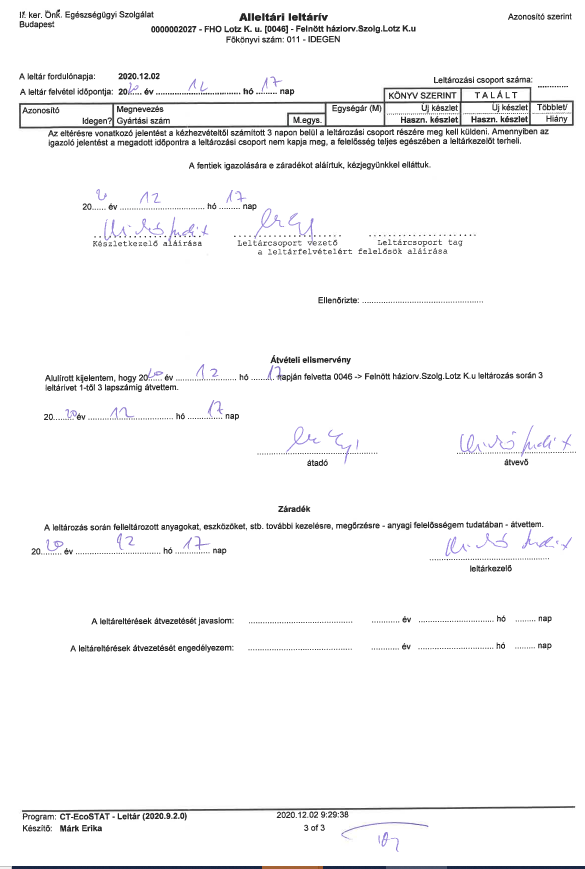 II. ker. Önk. Egészségügyi Szolgálat
Budapest
Alleltári leltárív
Azonosító szerint
0000002027 - FHO Lotz K. u. [0046] - Felnött háziorv.Szolg.Lotz K.u
Főkönyvi szám: 011 - IDEGEN
A leltár fordulónapja: 2020.12.02
Leltározási csoport száma: ..........
A leltár felvétel időpontja: 2020 év 12 hó 17 nap
KÖNYV SZERINT TALÁLT
Azonosító Megnevezés Egységár (M) Új készlet Új készlet Többlet/
Idegen? Gyártási szám M.egys. Haszn. készlet Haszn. készlet Hiány
Az eltérésre vonatkozó jelentést a kézhezvételtől számított 3 napon belül a leltározási csoport részére meg kell küldeni. Amennyiben az
igazoló jelentést a megadott időpontra a leltározási csoport nem kapja meg, a felelősség teljes egészében a leltárkezelőt terheli.
A fentiek igazolására e záradékot aláírtuk, kézjegyünkkel elláttuk.
20 év 12 hó 17 nap
Készletkezelő aláírása Leltárcsoport vezető Leltárcsoport tag
a leltárfelvételért felelősök aláírása
Ellenőrizte: ..........
Átvételi elismervény
Alulírott kijelentem, hogy 2020 év 12 hó 17 napján felvetta 0046 -> Felnött háziorv.Szolg.Lotz K.u leltározás során 3
leltárívet 1-től 3 lapszámig átvettem.
2020 év 12 hó 17 nap
átadó átvevő
Záradék
A leltározás során felleltározott anyagokat, eszközöket, stb. további kezelésre, megőrzésre - anyagi felelősségem tudatában - átvettem.
2020 év 12 hó 17 nap
leltárkezelő
A leltáreltérések átvezetését javaslom: .......... év .......... hó .......... nap
A leltáreltérések átvezetését engedélyezem: .......... év .......... hó .......... nap
Program: CT-EcoSTAT - Leltár (2020.9.2.0) 2020.12.02 9:29:38
Készítő: Márk Erika 3 of 3